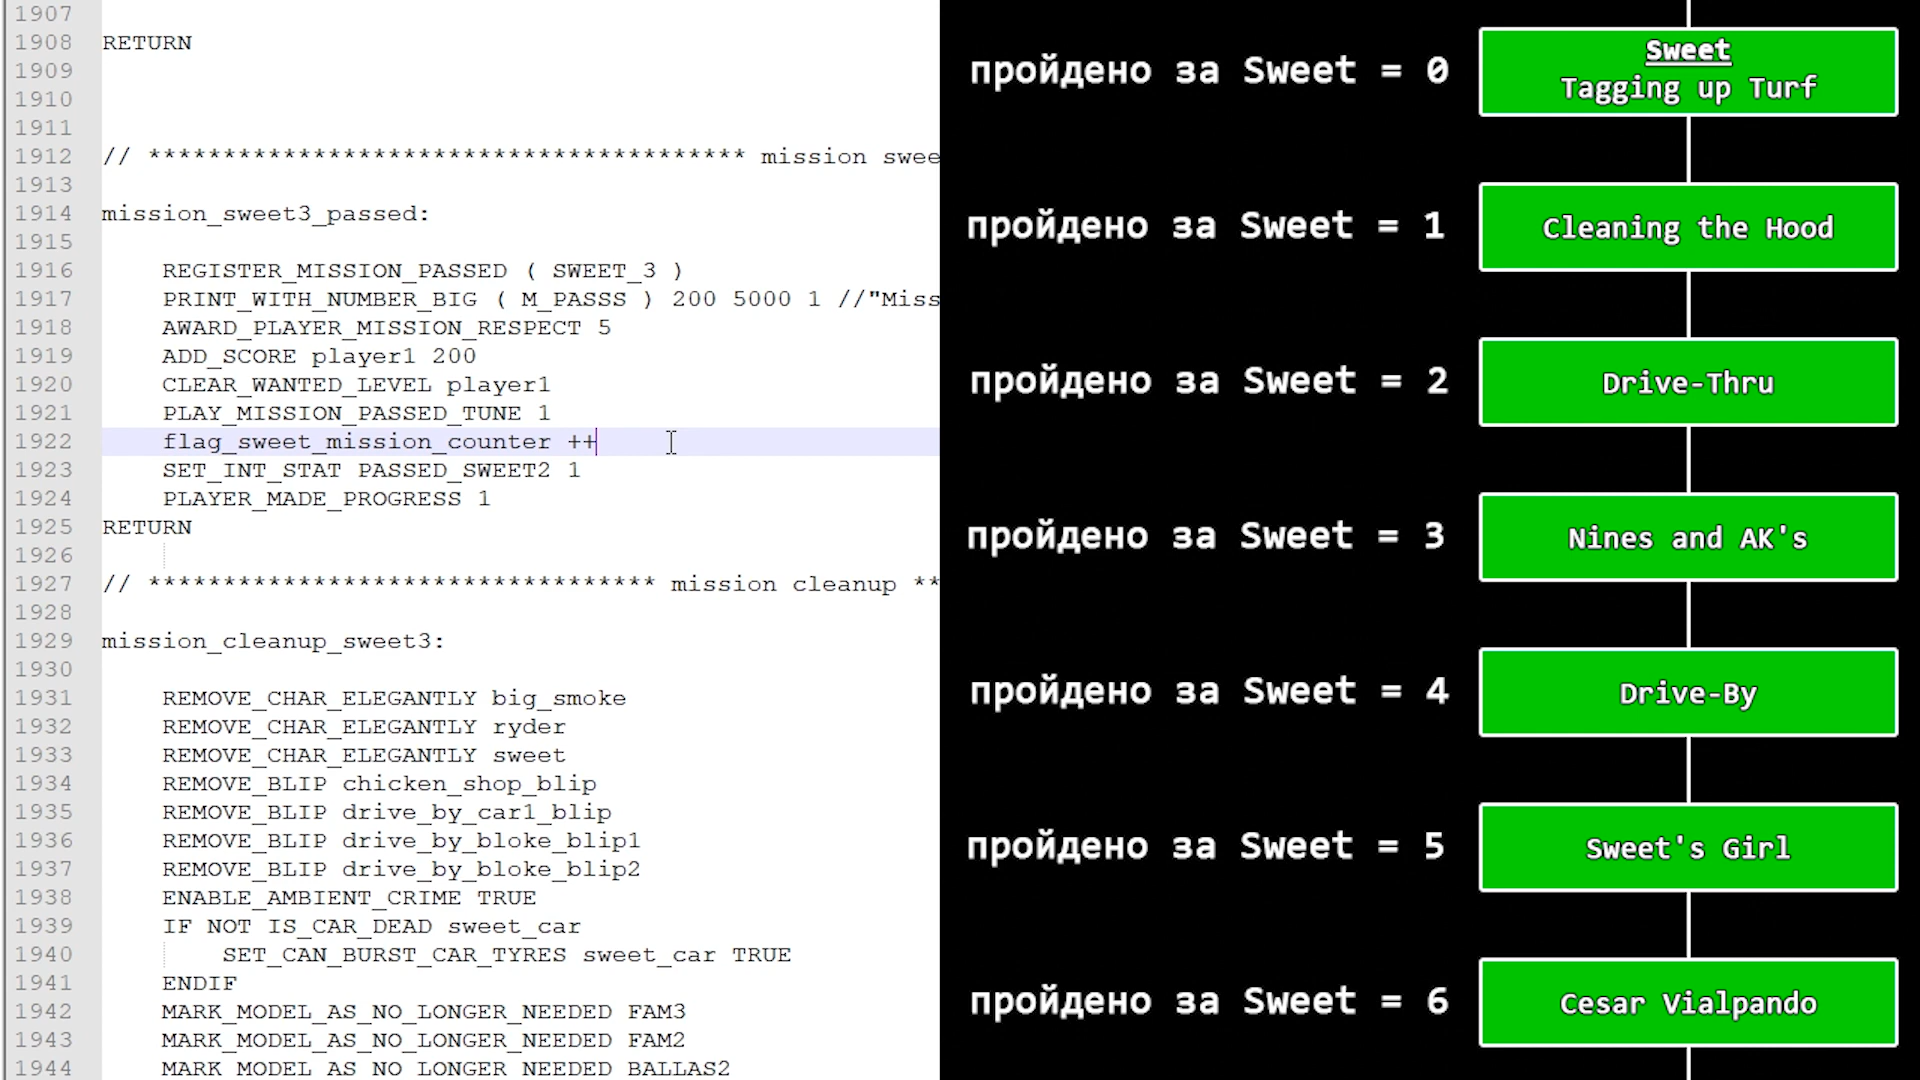 1907
1908 RETURN
1909
1910
1911
1912 // **************************************** mission swee
1913
1914 mission_sweet3_passed:
1915
1916 REGISTER_MISSION_PASSED ( SWEET_3 )
1917 PRINT_WITH_NUMBER_BIG ( M_PASSS ) 200 5000 1 //"Miss
1918 AWARD_PLAYER_MISSION_RESPECT 5
1919 ADD_SCORE player1 200
1920 CLEAR_WANTED_LEVEL player1
1921 PLAY_MISSION_PASSED_TUNE 1
1922 flag_sweet_mission_counter ++
1923 SET_INT_STAT PASSED_SWEET2 1
1924 PLAYER_MADE_PROGRESS 1
1925 RETURN
1926
1927 // ********************************** mission cleanup **
1928
1929 mission_cleanup_sweet3:
1930
1931 REMOVE_CHAR_ELEGANTLY big_smoke
1932 REMOVE_CHAR_ELEGANTLY ryder
1933 REMOVE_CHAR_ELEGANTLY sweet
1934 REMOVE_BLIP chicken_shop_blip
1935 REMOVE_BLIP drive_by_car1_blip
1936 REMOVE_BLIP drive_by_bloke_blip1
1937 REMOVE_BLIP drive_by_bloke_blip2
1938 ENABLE_AMBIENT_CRIME TRUE
1939 IF NOT IS_CAR_DEAD sweet_car
1940 SET_CAN_BURST_CAR_TYRES sweet_car TRUE
1941 ENDIF
1942 MARK_MODEL_AS_NO_LONGER_NEEDED FAM3
1943 MARK_MODEL_AS_NO_LONGER_NEEDED FAM2
1944 MARK_MODEL_AS_NO_LONGER_NEEDED BALLAS2
пройдено за Sweet = 0
Sweet
Tagging up Turf
пройдено за Sweet = 1
Cleaning the Hood
пройдено за Sweet = 2
Drive-Thru
пройдено за Sweet = 3
Nines and AK's
пройдено за Sweet = 4
Drive-By
пройдено за Sweet = 5
Sweet's Girl
пройдено за Sweet = 6
Cesar Vialpando